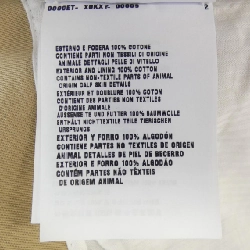 ESTERNO E FODERA 100% COTONE
CONTIENE PARTI NON TESSILI DI ORIGINE
ANIMALE DETTAGLI PELLE DI VITELLO
EXTERIOR AND LINING 100% COTTON
CONTAINS NON-TEXTILE PARTS OF ANIMAL
ORIGIN CALF SKIN DETAILS
EXTÉRIEUR ET DOUBLURE 100% COTON
CONTIENT DES PARTIES NON TEXTILES
D'ORIGINE ANIMALE
AUSSENSEITE UND FUTTER 100% BAUMWOLLE
ENTHÄLT NICHTTEXTILE TEILE TIERISCHEN
URSPRUNGS
EXTERIOR Y FORRO 100% ALGODÓN
CONTIENE PARTES NO TEXTILES DE ORIGEN
ANIMAL DETALLES DE PIEL DE BECERRO
EXTERIOR E FORRO 100% ALGODÃO
CONTÉM PARTES NÃO TÊXTEIS
DE ORIGEM ANIMAL